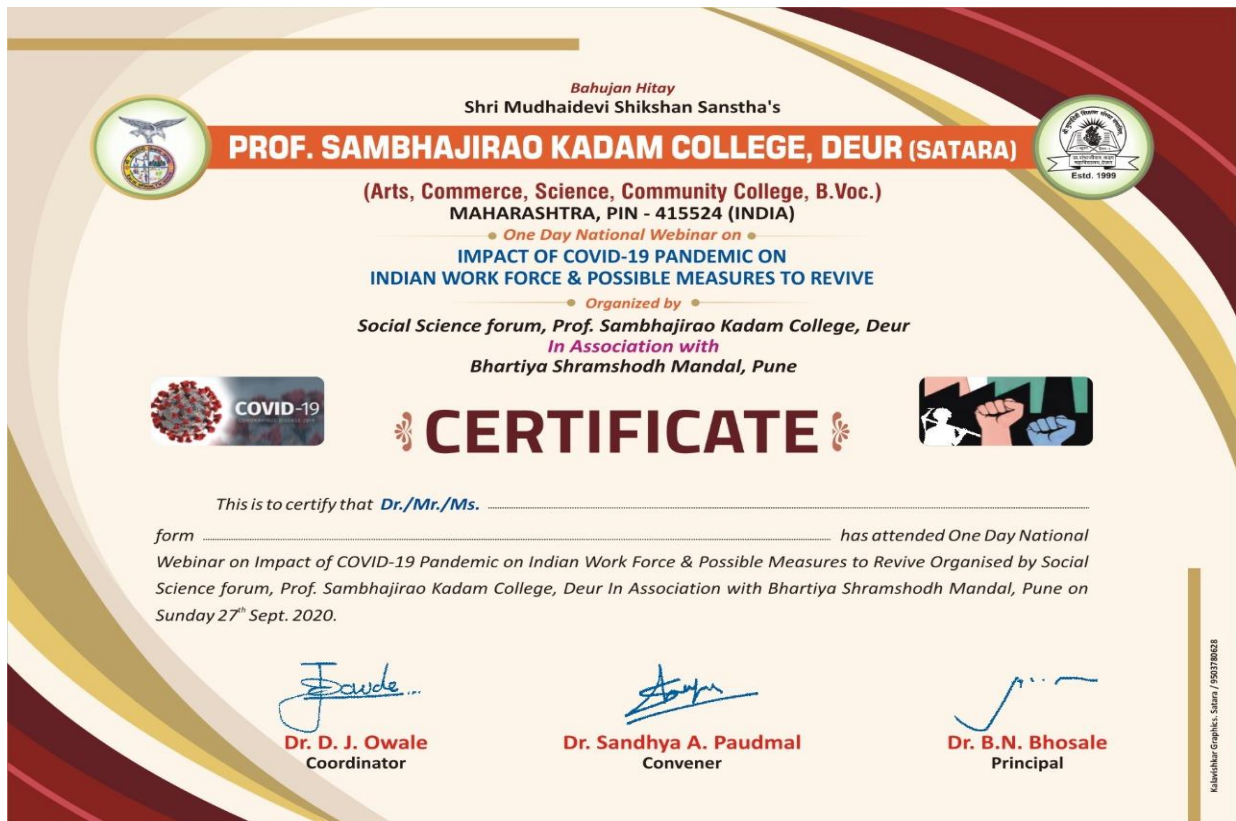 Bahujan Hitay
Shri Mudhaidevi Shikshan Sanstha's
PROF. SAMBHAJIRAO KADAM COLLEGE, DEUR (SATARA)
Estd. 1999
(Arts, Commerce, Science, Community College, B.Voc.)
MAHARASHTRA, PIN - 415524 (INDIA)
One Day National Webinar on
IMPACT OF COVID-19 PANDEMIC ON
INDIAN WORK FORCE & POSSIBLE MEASURES TO REVIVE
Organized by
Social Science forum, Prof. Sambhajirao Kadam College, Deur
In Association with
Bhartiya Shramshodh Mandal, Pune
COVID-19
CERTIFICATE
This is to certify that Dr./Mr./Ms.
form has attended One Day National
Webinar on Impact of COVID-19 Pandemic on Indian Work Force & Possible Measures to Revive Organised by Social
Science forum, Prof. Sambhajirao Kadam College, Deur In Association with Bhartiya Shramshodh Mandal, Pune on
Sunday 27th Sept. 2020.
Dr. D. J. Owale
Coordinator
Dr. Sandhya A. Paudmal
Convener
Dr. B.N. Bhosale
Principal
Kalavishkar Graphics. Satara / 9503780628